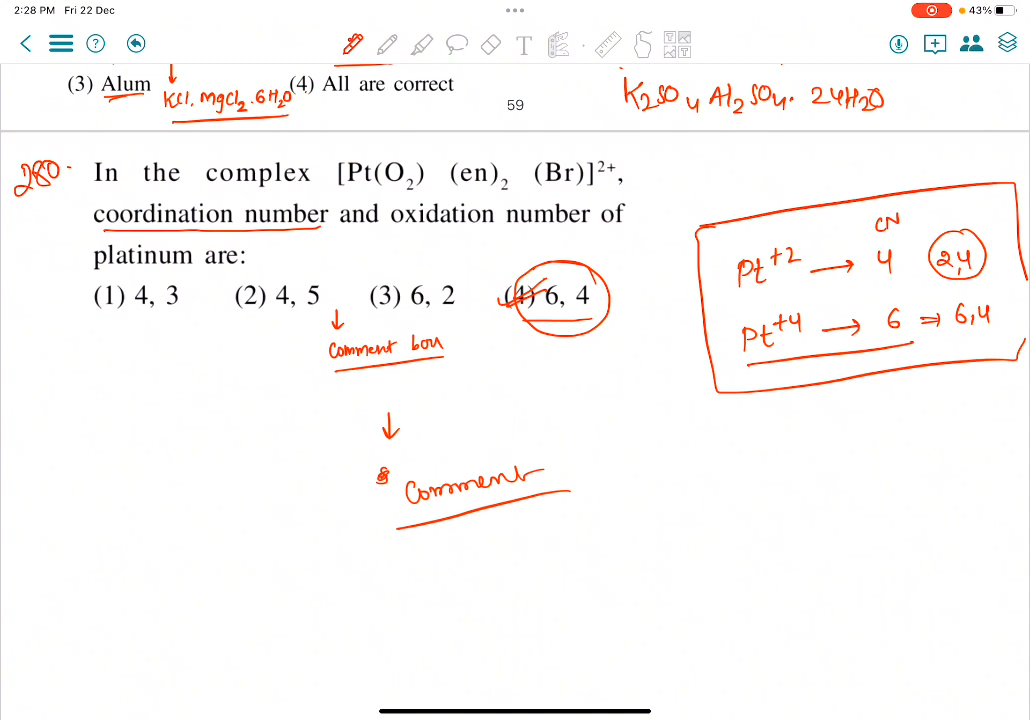 2:28 PM Fri 22 Dec
43%
T
(3) Alum
KCl. MgCl₂.6H₂O
(4) All are correct
K₂SO₄ Al₂SO₄. 24H₂O
59
280.
In the complex [Pt(O₂) (en)₂ (Br)]²⁺,
coordination number and oxidation number of
platinum are:
(1) 4, 3 (2) 4, 5 (3) 6, 2 (4) 6, 4
Comment bou
Comment
CN
Pt⁺² → 4 2,4
Pt⁺⁴ → 6 ⇒ 6,4